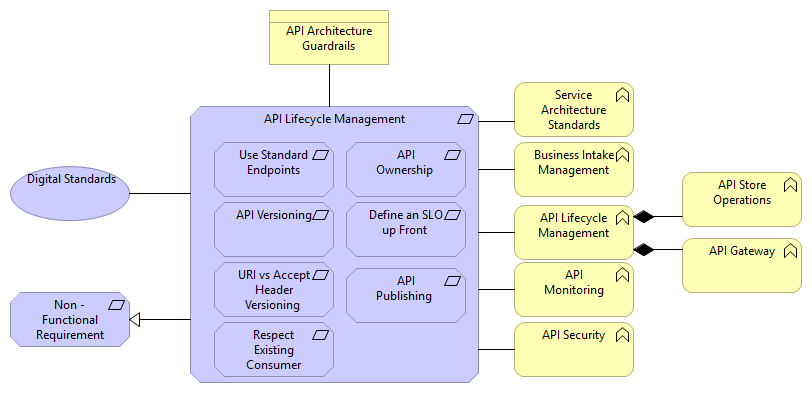 API Architecture
Guardrails
API Lifecycle Management
Use Standard
Endpoints
API
Ownership
API Versioning
Define an SLO
up Front
URI vs Accept
Header
Versioning
API
Publishing
Respect
Existing
Consumer
Digital Standards
Non -
Functional
Requirement
Service
Architecture
Standards
Business Intake
Management
API Lifecycle
Management
API
Monitoring
API Security
API Store
Operations
API Gateway